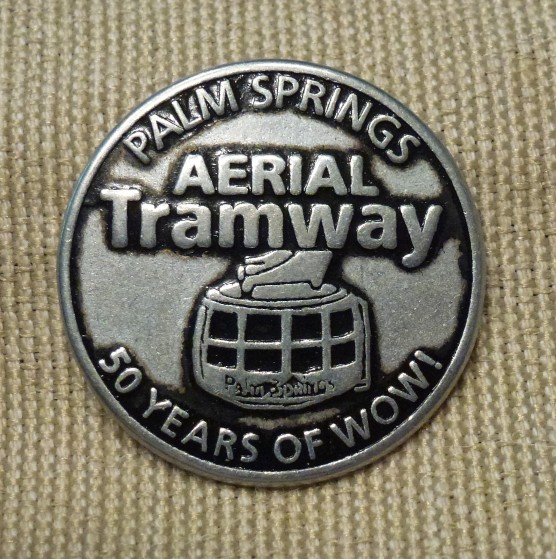 PALM SPRINGS
AERIAL
Tramway
Palm Springs
50 YEARS OF WOW!